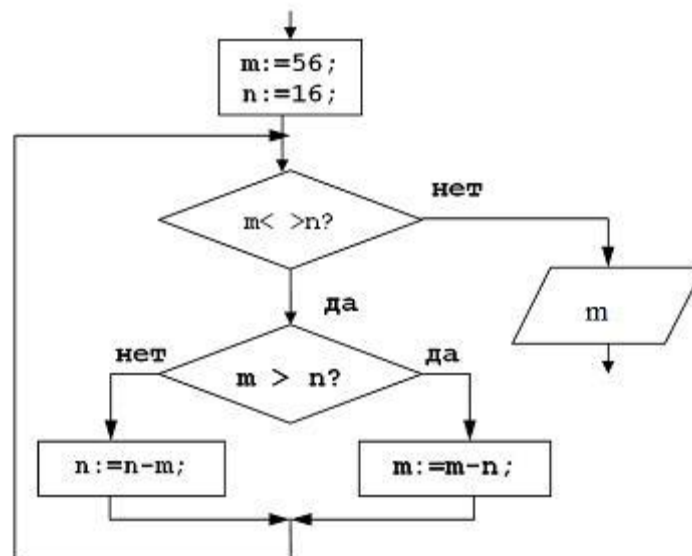 m:=56;
n:=16;
m< >n?
нет
m
да
m > n?
нет
да
n:=n-m;
m:=m-n;